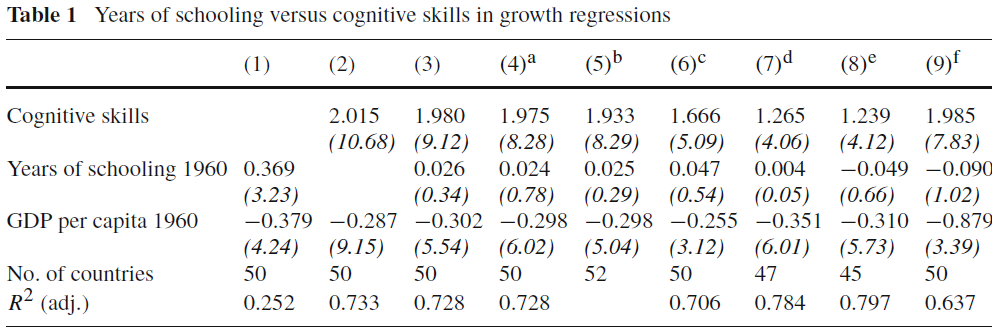 Table 1 Years of schooling versus cognitive skills in growth regressions
(1) (2) (3) (4)a (5)b (6)c (7)d (8)e (9)f
Cognitive skills 2.015 1.980 1.975 1.933 1.666 1.265 1.239 1.985
(10.68) (9.12) (8.28) (8.29) (5.09) (4.06) (4.12) (7.83)
Years of schooling 1960 0.369 0.026 0.024 0.025 0.047 0.004 −0.049 −0.090
(3.23) (0.34) (0.78) (0.29) (0.54) (0.05) (0.66) (1.02)
GDP per capita 1960 −0.379 −0.287 −0.302 −0.298 −0.298 −0.255 −0.351 −0.310 −0.879
(4.24) (9.15) (5.54) (6.02) (5.04) (3.12) (6.01) (5.73) (3.39)
No. of countries 50 50 50 50 52 50 47 45 50
R2 (adj.) 0.252 0.733 0.728 0.728 0.706 0.784 0.797 0.637